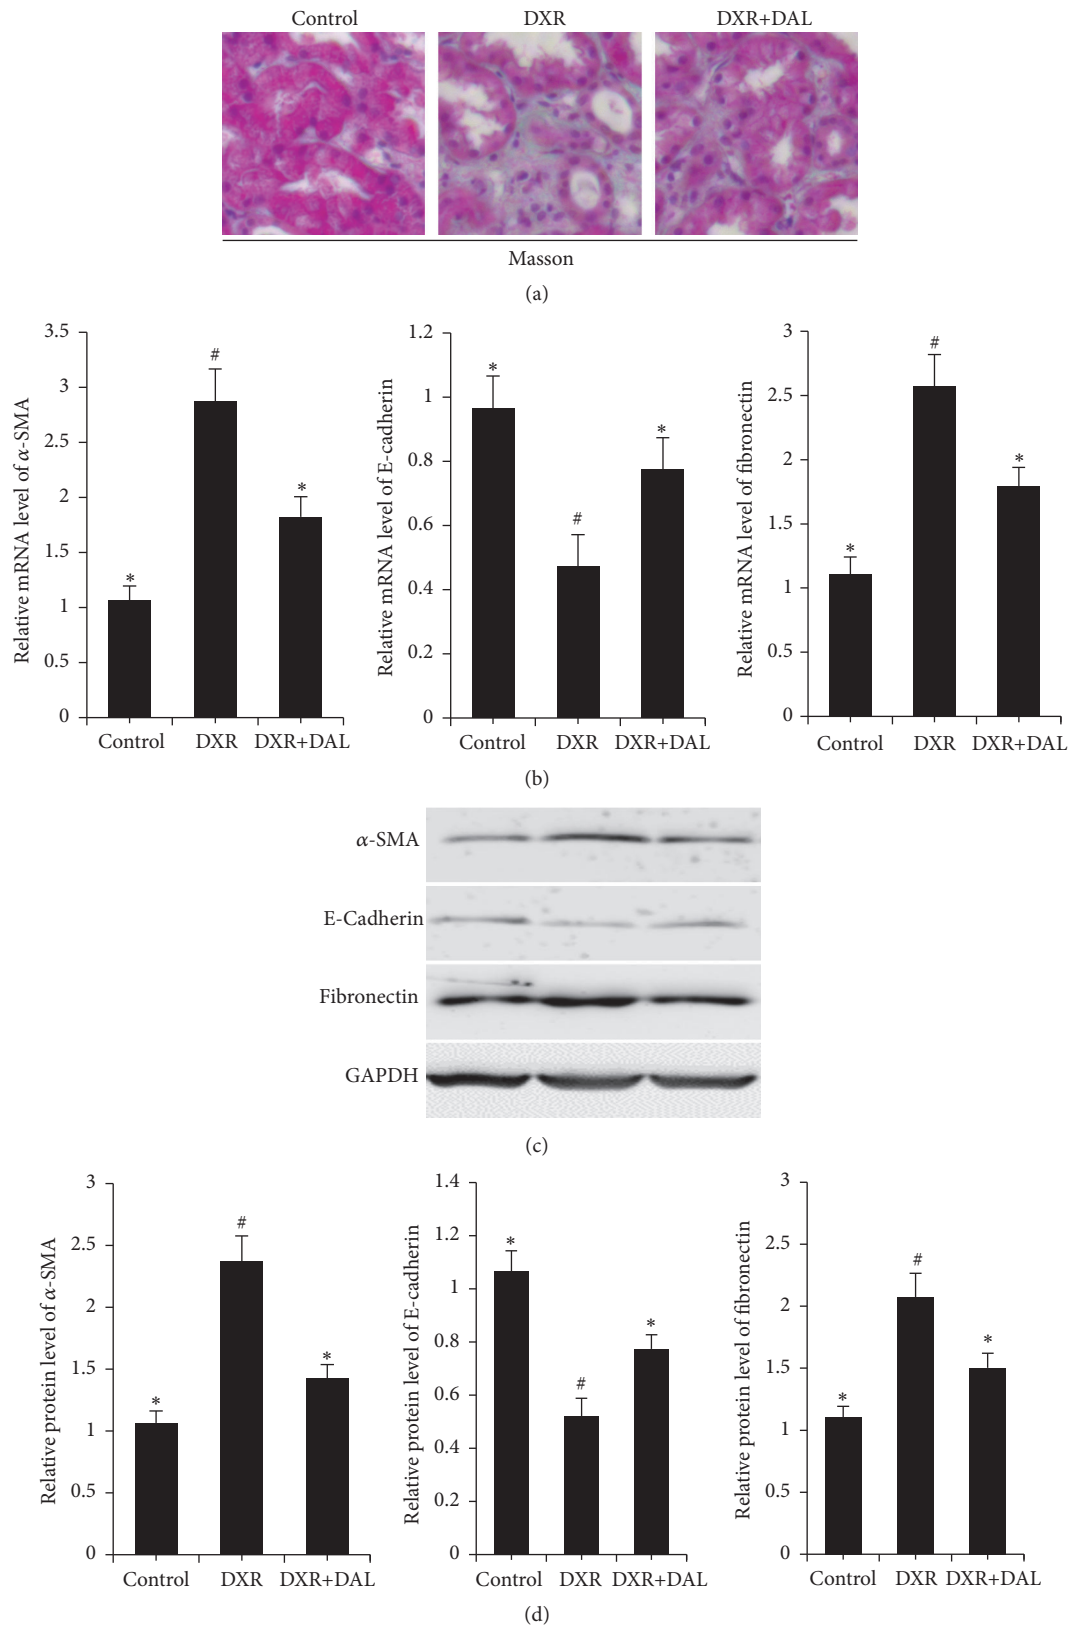 Control DXR DXR+DAL
Masson
(a)
Relative mRNA level of α-SMA
3.5
3
2.5
2
1.5
1
0.5
0
*
#
*
Control DXR DXR+DAL
Relative mRNA level of E-cadherin
1.2
1
0.8
0.6
0.4
0.2
0
*
#
*
Control DXR DXR+DAL
Relative mRNA level of fibronectin
3
2.5
2
1.5
1
0.5
0
*
#
*
Control DXR DXR+DAL
(b)
α-SMA
E-Cadherin
Fibronectin
GAPDH
(c)
Relative protein level of α-SMA
3
2.5
2
1.5
1
0.5
0
*
#
*
Control DXR DXR+DAL
Relative protein level of E-cadherin
1.4
1.2
1
0.8
0.6
0.4
0.2
0
*
#
*
Control DXR DXR+DAL
Relative protein level of fibronectin
3
2.5
2
1.5
1
0.5
0
*
#
*
Control DXR DXR+DAL
(d)